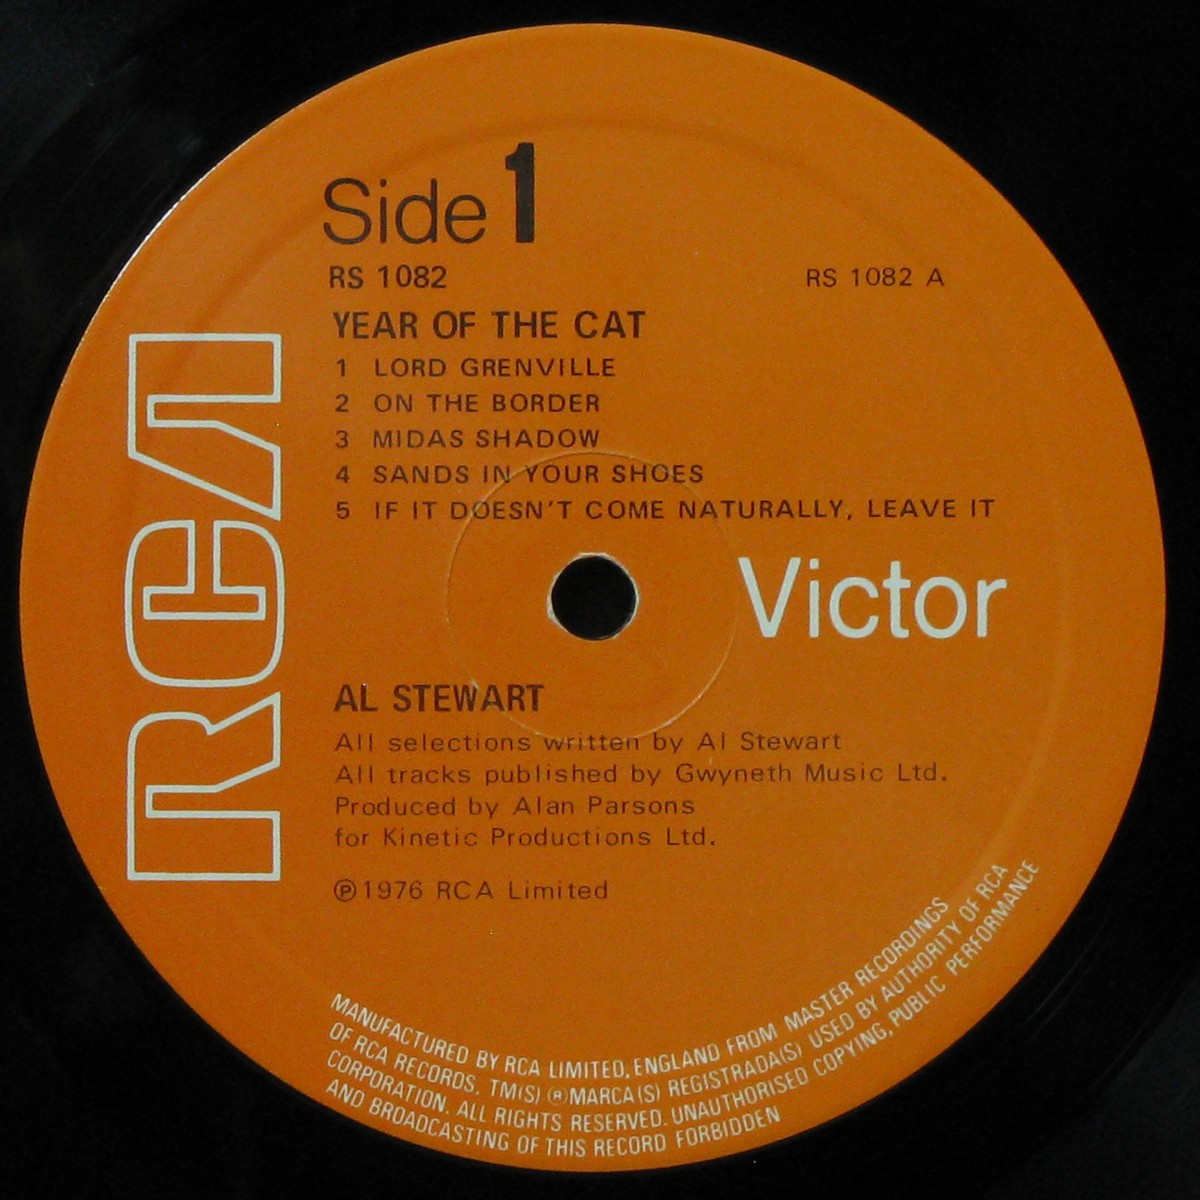 Side 1
RS 1082
RS 1082 A
YEAR OF THE CAT
1 LORD GRENVILLE
2 ON THE BORDER
3 MIDAS SHADOW
4 SANDS IN YOUR SHOES
5 IF IT DOESN'T COME NATURALLY, LEAVE IT
RCA
Victor
AL STEWART
All selections written by Al Stewart
All tracks published by Gwyneth Music Ltd.
Produced by Alan Parsons
for Kinetic Productions Ltd.
℗1976 RCA Limited
MANUFACTURED BY RCA LIMITED, ENGLAND FROM MASTER RECORDINGS
OF RCA RECORDS. TM(S) ®MARCA(S) REGISTRADA(S) USED BY AUTHORITY OF RCA
CORPORATION. ALL RIGHTS RESERVED. UNAUTHORISED COPYING, PUBLIC PERFORMANCE
AND BROADCASTING OF THIS RECORD FORBIDDEN